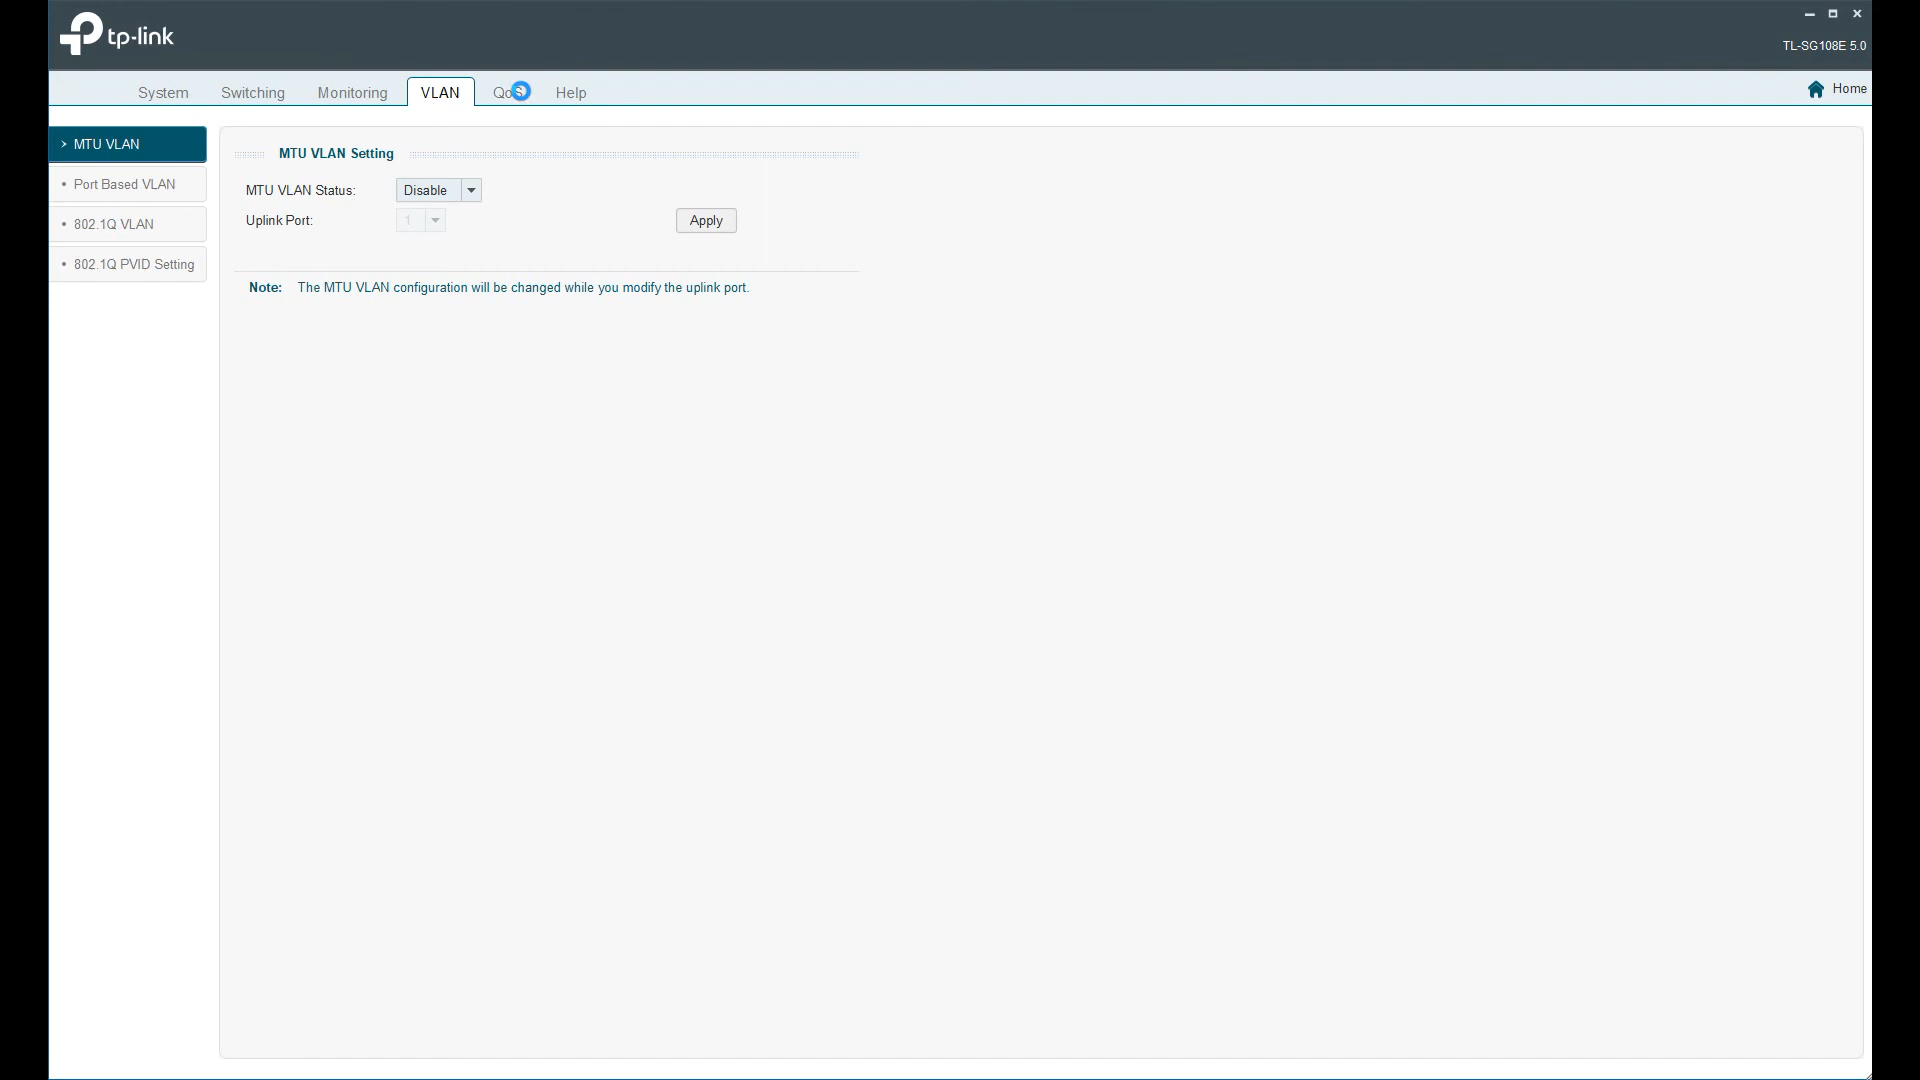 tp-link
TL-SG108E 5.0
System Switching Monitoring VLAN QoS Help
Home
MTU VLAN
Port Based VLAN
802.1Q VLAN
802.1Q PVID Setting
MTU VLAN Setting
MTU VLAN Status: Disable
Uplink Port: 1 Apply
Note: The MTU VLAN configuration will be changed while you modify the uplink port.